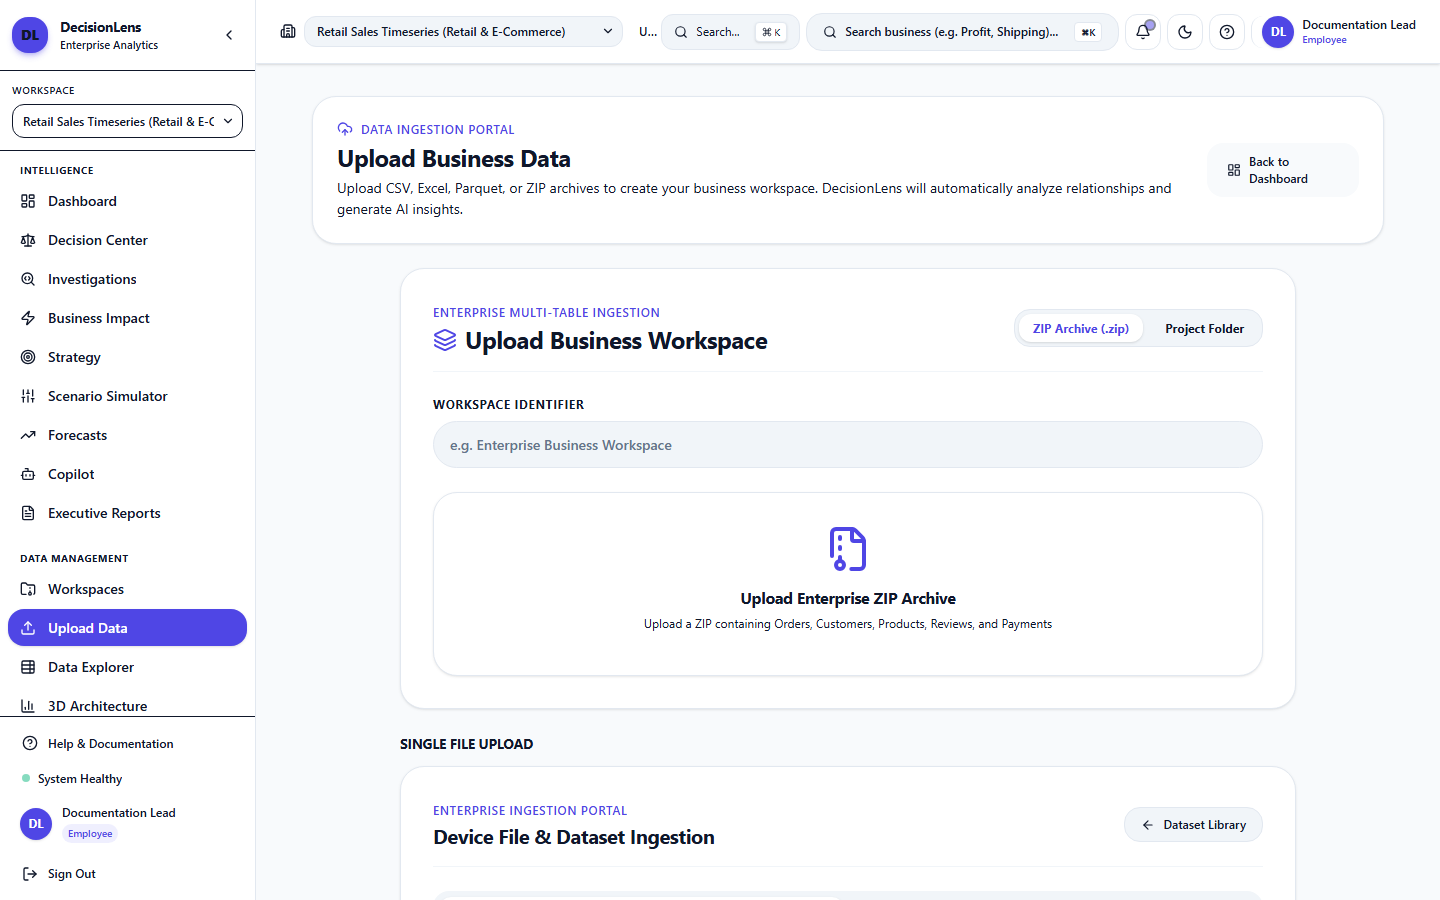 DL
DecisionLens
Enterprise Analytics
WORKSPACE
Retail Sales Timeseries (Retail & E-C
INTELLIGENCE
Dashboard
Decision Center
Investigations
Business Impact
Strategy
Scenario Simulator
Forecasts
Copilot
Executive Reports
DATA MANAGEMENT
Workspaces
Upload Data
Data Explorer
3D Architecture
Help & Documentation
System Healthy
DL
Documentation Lead
Employee
Sign Out
Retail Sales Timeseries (Retail & E-Commerce)
U...
Search...
⌘ K
Search business (e.g. Profit, Shipping)...
⌘K
DL
Documentation Lead
Employee
DATA INGESTION PORTAL
Upload Business Data
Upload CSV, Excel, Parquet, or ZIP archives to create your business workspace. DecisionLens will automatically analyze relationships and
generate AI insights.
Back to
Dashboard
ENTERPRISE MULTI-TABLE INGESTION
Upload Business Workspace
ZIP Archive (.zip)
Project Folder
WORKSPACE IDENTIFIER
e.g. Enterprise Business Workspace
Upload Enterprise ZIP Archive
Upload a ZIP containing Orders, Customers, Products, Reviews, and Payments
SINGLE FILE UPLOAD
ENTERPRISE INGESTION PORTAL
Device File & Dataset Ingestion
Dataset Library